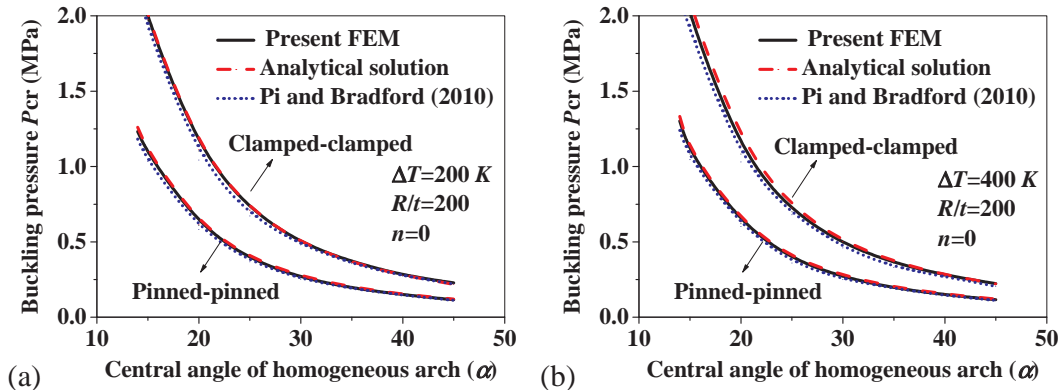 2.0
1.5
1.0
0.5
0.0
10 20 30 40 50
Buckling pressure Pcr (MPa)
Present FEM
Analytical solution
Pi and Bradford (2010)
Clamped-clamped
ΔT=200 K
R/t=200
n=0
Pinned-pinned
Central angle of homogeneous arch (α)
(a)
2.0
1.5
1.0
0.5
0.0
10 20 30 40 50
Buckling pressure Pcr (MPa)
Present FEM
Analytical solution
Pi and Bradford (2010)
Clamped-clamped
ΔT=400 K
R/t=200
n=0
Pinned-pinned
Central angle of homogeneous arch (α)
(b)